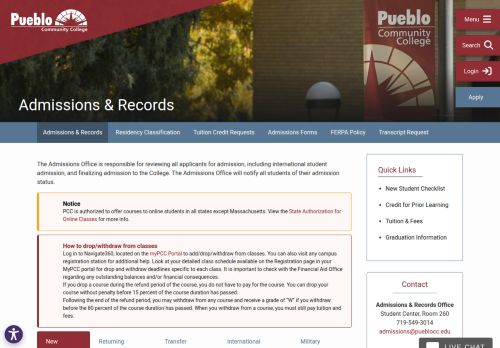 Pueblo
Community College
Pueblo
Community
College
Menu
Search
Login
Apply
Admissions & Records
Admissions & Records
Residency Classification
Tuition Credit Requests
Admissions Forms
FERPA Policy
Transcript Request
The Admissions Office is responsible for reviewing all applicants for admission, including international student
admission, and finalizing admission to the College. The Admissions Office will notify all students of their admission
status.
Notice
PCC is authorized to offer courses to online students in all states except Massachusetts. View the State Authorization for
Online Classes for more info.
How to drop/withdraw from classes
Log in to Navigate360, located on the myPCC Portal to add/drop/withdraw from classes. You can also visit any campus
registration station for additional help. Look at your detailed class schedule available on the Registration page in your
MyPCC portal for drop and withdraw deadlines specific to each class. It is important to check with the Financial Aid Office
regarding any outstanding balances and/or financial consequences.
If you drop a course during the refund period of the course, you do not have to pay for the course. You can drop your
course without penalty before 15 percent of the course duration has passed.
Following the end of the refund period, you may withdraw from any course and receive a grade of "W" if you withdraw
before the 80 percent of the course duration has passed. When you withdraw from a course, you must still pay tuition and
fees.
New
Returning
Transfer
International
Military
Quick Links
New Student Checklist
Credit for Prior Learning
Tuition & Fees
Graduation Information
Contact
Admissions & Records Office
Student Center, Room 260
719-549-3014
admissions@pueblocc.edu
LIVE CHAT